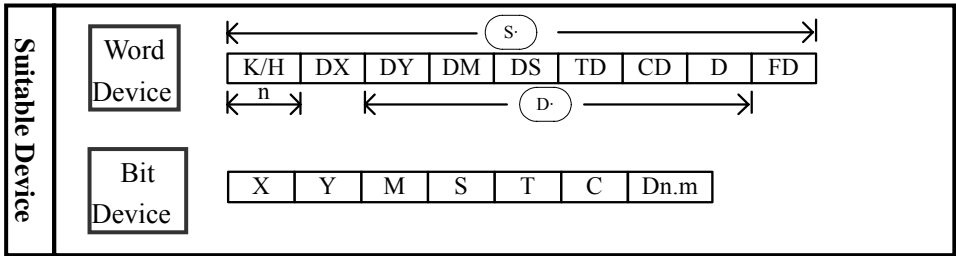 Suitable Device
Word
Device
S·
K/H DX DY DM DS TD CD D FD
n
D·
Bit
Device
X Y M S T C Dn.m